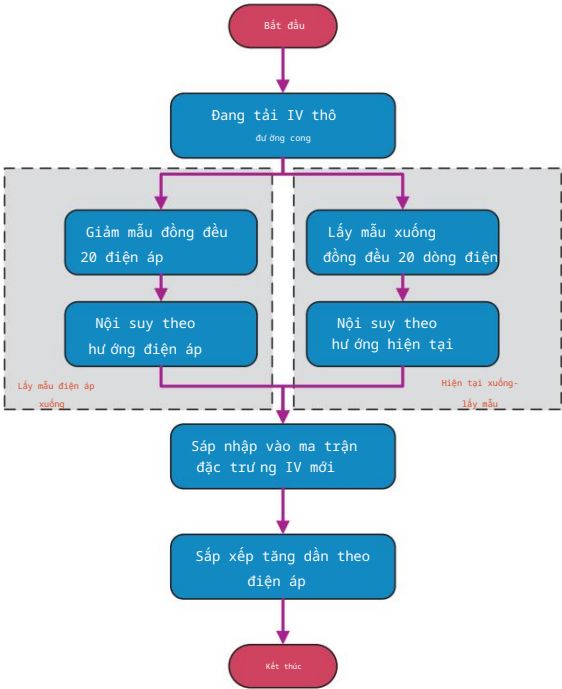 Bắt đầu
Đang tải IV thô
đường cong
Giảm mẫu đồng đều
20 điện áp
Lấy mẫu xuống
đồng đều 20 dòng điện
Nội suy theo
hướng điện áp
Nội suy theo
hướng hiện tại
Lấy mẫu điện áp
xuống
Hiện tại xuống-
lấy mẫu
Sáp nhập vào ma trận
đặc trưng IV mới
Sắp xếp tăng dần theo
điện áp
Kết thúc